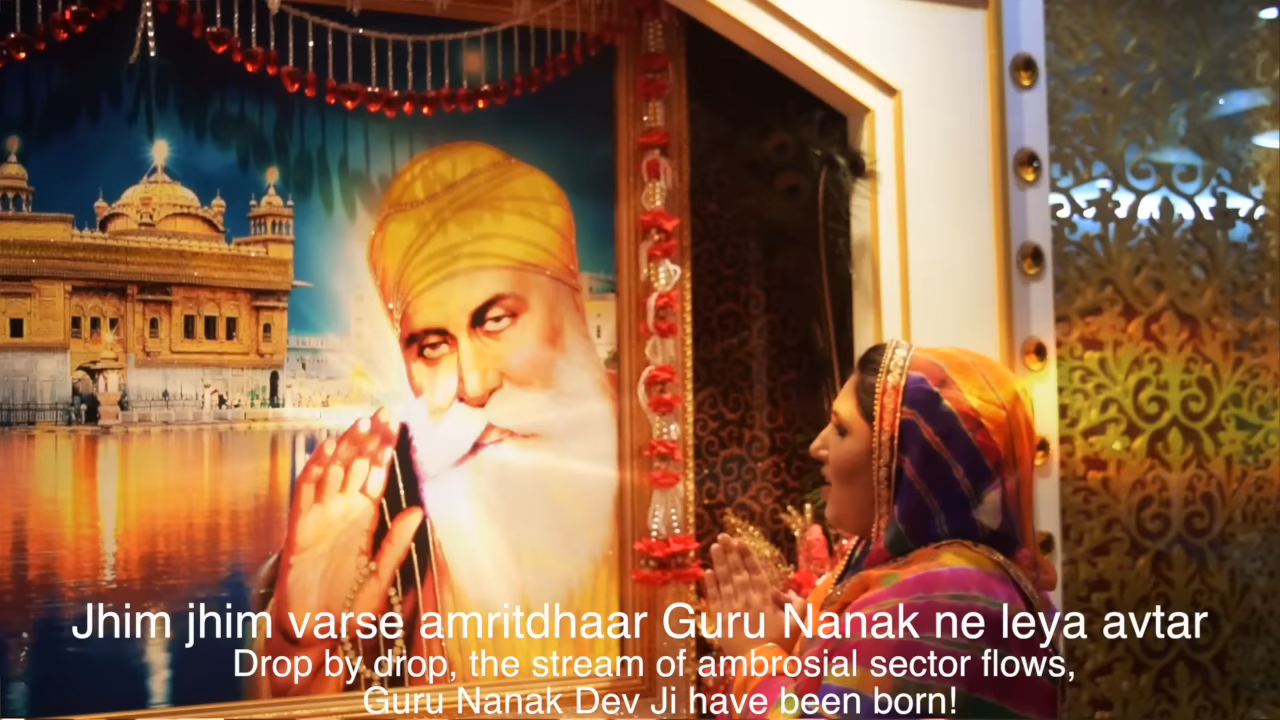 Jhim jhim varse amritdhaar Guru Nanak ne leya avtar
Drop by drop, the stream of ambrosial sector flows,
Guru Nanak Dev Ji have been born!